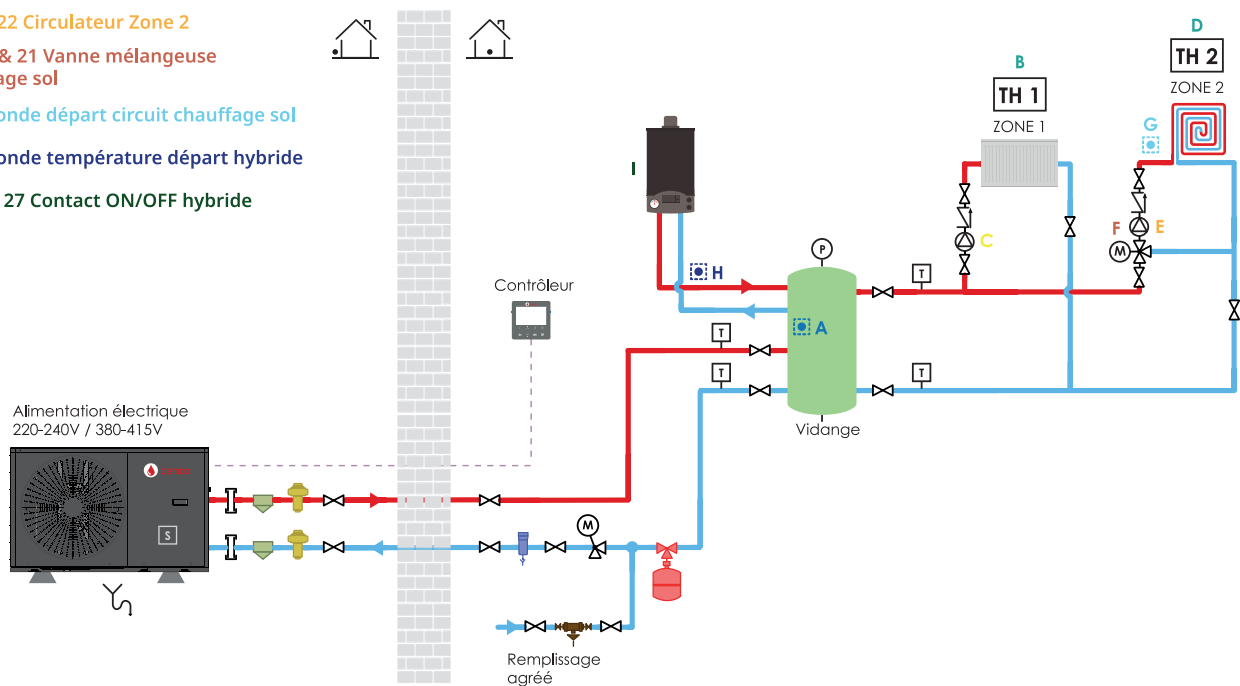 22 Circulateur Zone 2
& 21 Vanne mélangeuse
age sol
onde départ circuit chauffage sol
onde température départ hybride
27 Contact ON/OFF hybride
D
TH 2
ZONE 2
B
TH 1
ZONE 1
G
I
C
F
E
M
P
H
T
A
T
T
T
Contrôleur
Vidange
Alimentation électrique
220-240V / 380-415V
S
M
Remplissage
agréé